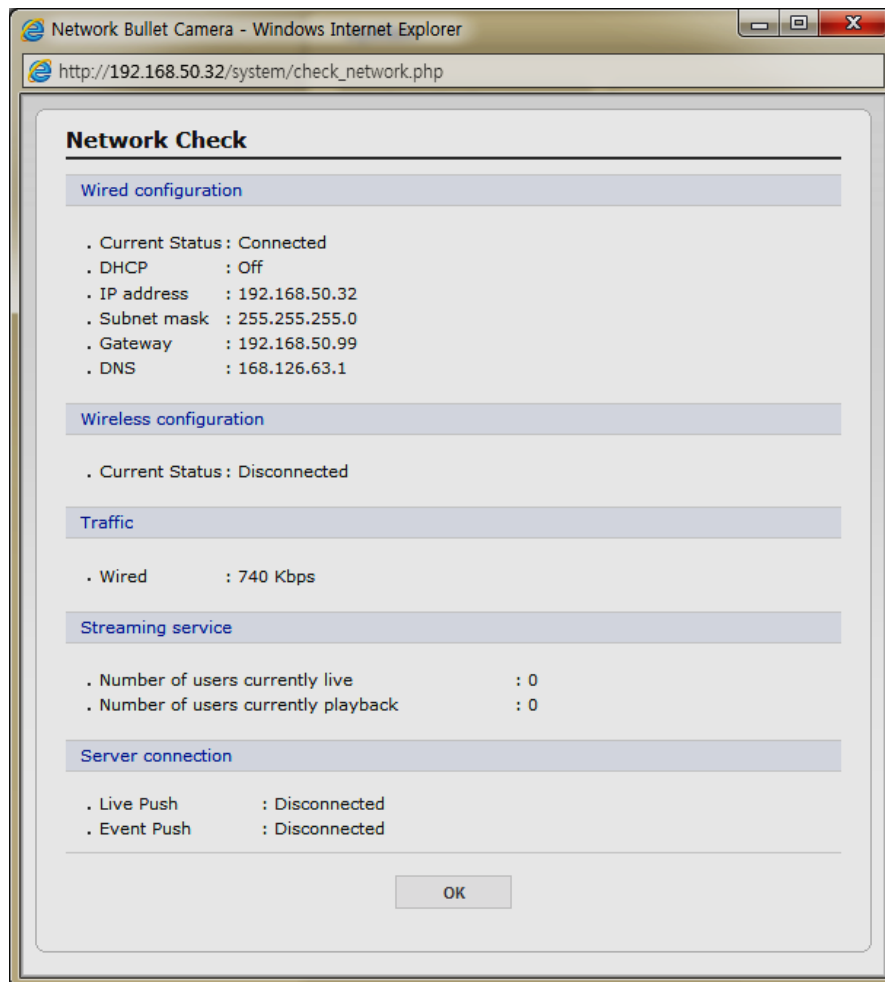 Network Bullet Camera - Windows Internet Explorer
http://192.168.50.32/system/check_network.php
Network Check
Wired configuration
. Current Status : Connected
. DHCP : Off
. IP address : 192.168.50.32
. Subnet mask : 255.255.255.0
. Gateway : 192.168.50.99
. DNS : 168.126.63.1
Wireless configuration
. Current Status : Disconnected
Traffic
. Wired : 740 Kbps
Streaming service
. Number of users currently live : 0
. Number of users currently playback : 0
Server connection
. Live Push : Disconnected
. Event Push : Disconnected
OK